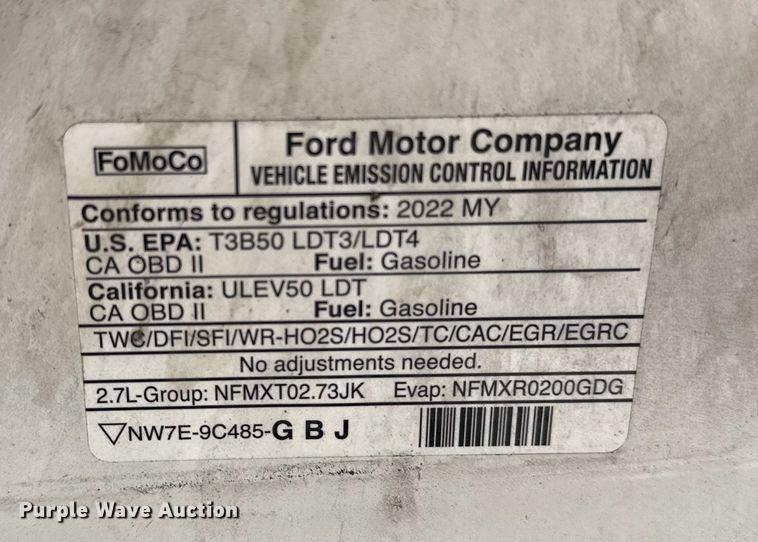 FoMoCo
Ford Motor Company
VEHICLE EMISSION CONTROL INFORMATION
Conforms to regulations: 2022 MY
U.S. EPA: T3B50 LDT3/LDT4
CA OBD II Fuel: Gasoline
California: ULEV50 LDT
CA OBD II Fuel: Gasoline
TWC/DFI/SFI/WR-HO2S/HO2S/TC/CAC/EGR/EGRC
No adjustments needed.
2.7L-Group: NFMXT02.73JK Evap: NFMXR0200GDG
▽NW7E-9C485-G B J
Purple Wave Auction